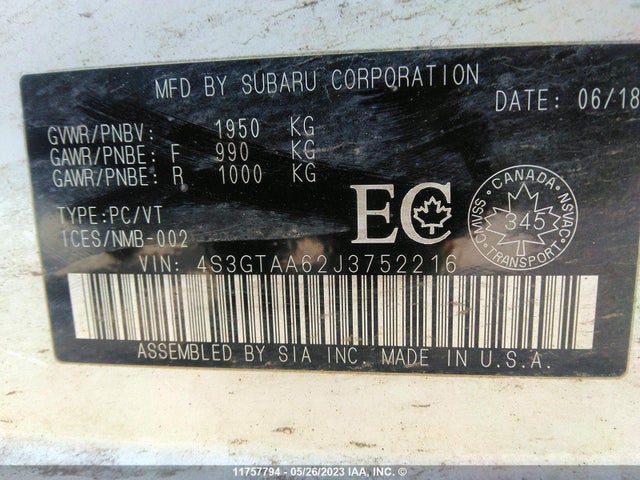 MFD BY SUBARU CORPORATION
DATE: 06/18
GVWR/PNBV: 1950 KG
GAWR/PNBE: F 990 KG
GAWR/PNBE: R 1000 KG
TYPE:PC/VT
ICES/NMB-002
EC
CANADA
CMVSS 345 NSVAC
TRANSPORT
VIN: 4S3GTAA62J3752216
ASSEMBLED BY SIA INC. MADE IN U.S.A.
11757794 - 05/26/2023 IAA, Inc. ©